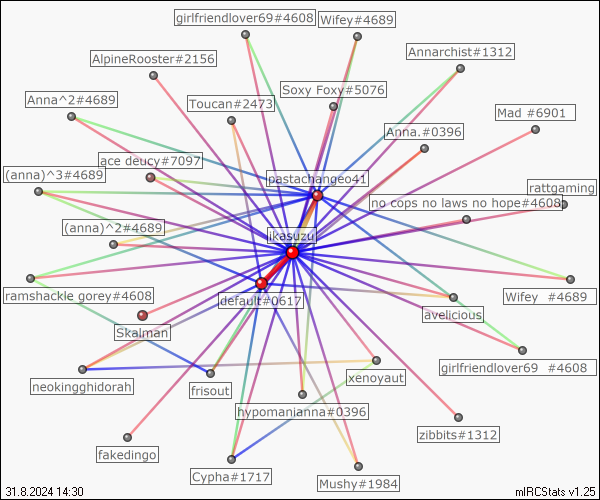 girlfriendlover69#4608
Wifey#4689
AlpineRooster#2156
Annarchist#1312
Anna^2#4689
Soxy Foxy#5076
Toucan#2473
Mad #6901
Anna.#0396
ace deucy#7097
(anna)^3#4689
pastachangeo41
rattgaming
no cops no laws no hope#4608
(anna)^2#4689
ikasuzu
ramshackle gorey#4608
default#0617
Wifey #4689
avelicious
Skalman
girlfriendlover69 #4608
neokingghidorah
frisout
xenoyaut
hypomanianna#0396
zibbits#1312
fakedingo
Cypha#1717
Mushy#1984
31.8.2024 14:30
mIRCStats v1.25